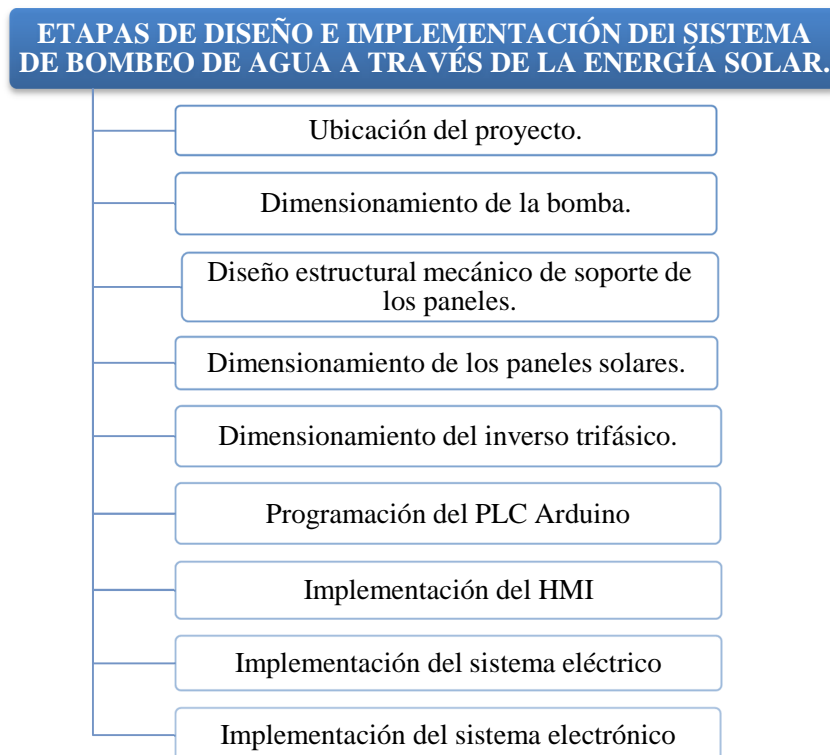 ETAPAS DE DISEÑO E IMPLEMENTACIÓN DEl SISTEMA
DE BOMBEO DE AGUA A TRAVÉS DE LA ENERGÍA SOLAR.
Ubicación del proyecto.
Dimensionamiento de la bomba.
Diseño estructural mecánico de soporte de
los paneles.
Dimensionamiento de los paneles solares.
Dimensionamiento del inverso trifásico.
Programación del PLC Arduino
Implementación del HMI
Implementación del sistema eléctrico
Implementación del sistema electrónico